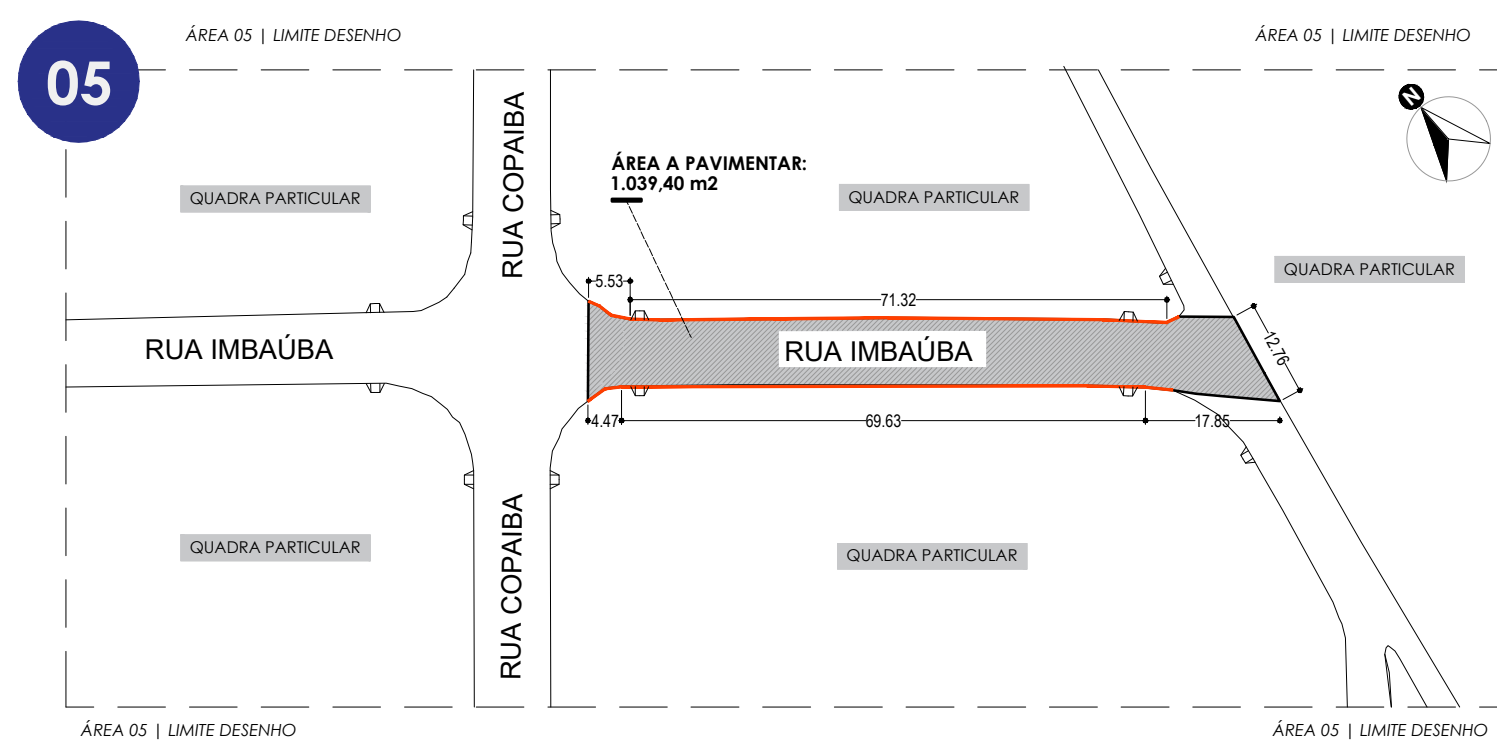 ÁREA 05 | LIMITE DESENHO
ÁREA 05 | LIMITE DESENHO
05
N
RUA COPAIBA
ÁREA A PAVIMENTAR:
1.039,40 m2
QUADRA PARTICULAR
QUADRA PARTICULAR
QUADRA PARTICULAR
5.53
71.32
12.76
RUA IMBAÚBA
RUA IMBAÚBA
4.47
69.63
17.85
RUA COPAIBA
QUADRA PARTICULAR
QUADRA PARTICULAR
ÁREA 05 | LIMITE DESENHO
ÁREA 05 | LIMITE DESENHO